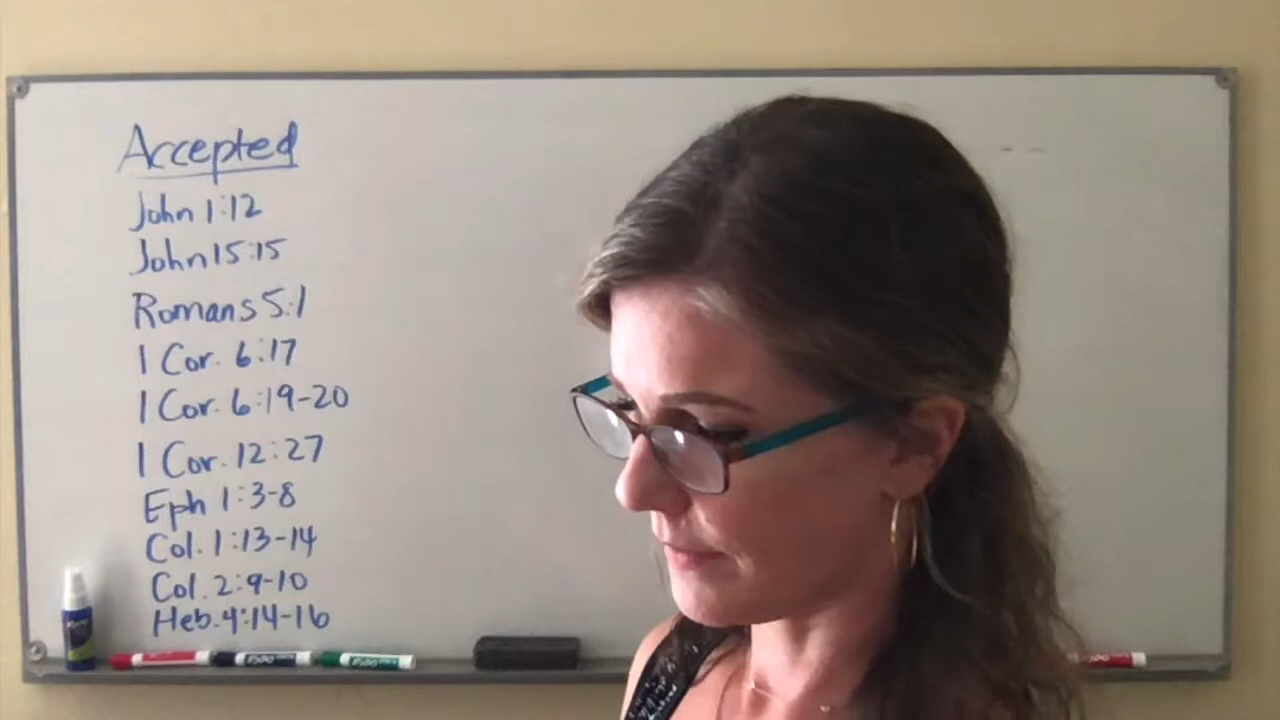 Accepted
John 1:12
John 15:15
Romans 5:1
1 Cor. 6:17
1 Cor. 6:19-20
1 Cor. 12:27
Eph 1:3-8
Col. 1:13-14
Col. 2:9-10
Heb. 4:14-16